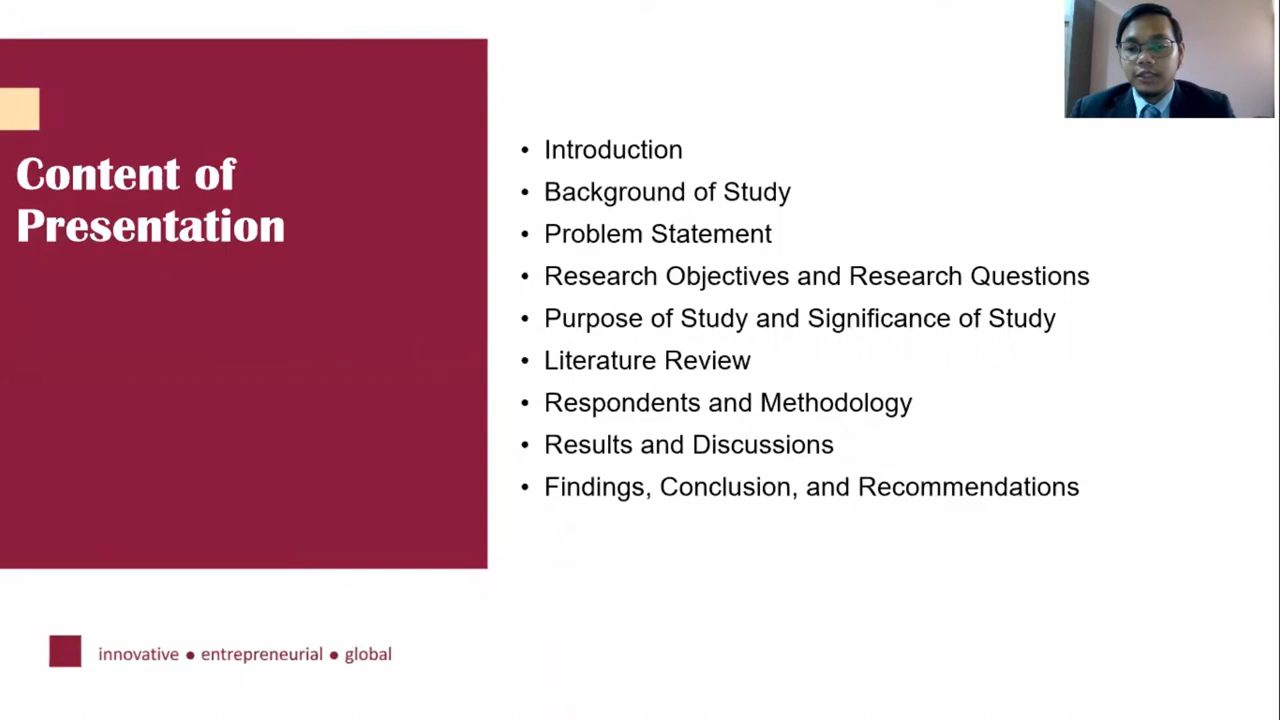 Content of
Presentation
• Introduction
• Background of Study
• Problem Statement
• Research Objectives and Research Questions
• Purpose of Study and Significance of Study
• Literature Review
• Respondents and Methodology
• Results and Discussions
• Findings, Conclusion, and Recommendations
innovative ● entrepreneurial ● global